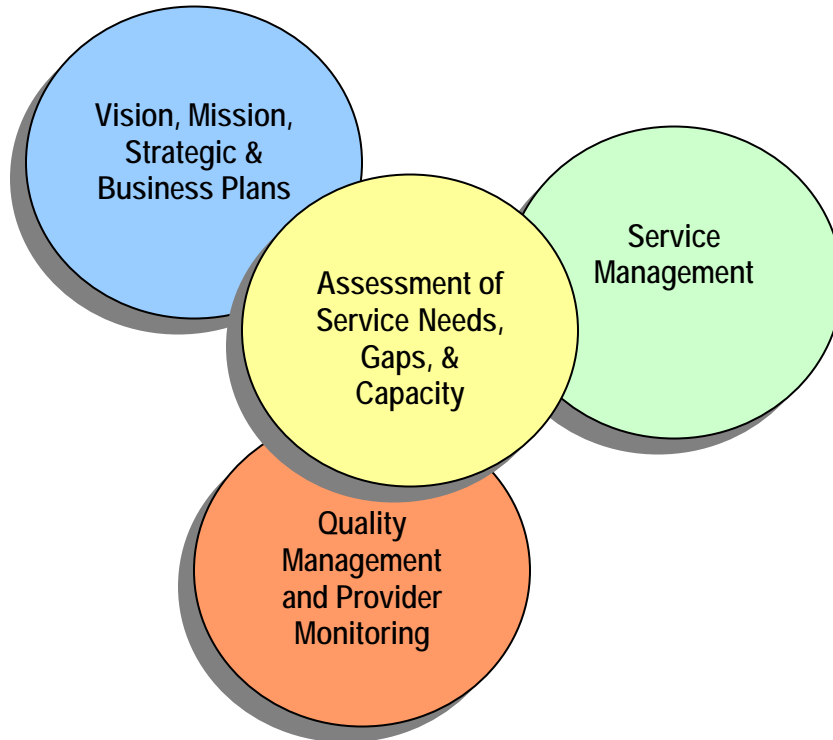 Vision, Mission,
Strategic &
Business Plans
Service
Management
Assessment of
Service Needs,
Gaps, &
Capacity
Quality
Management
and Provider
Monitoring